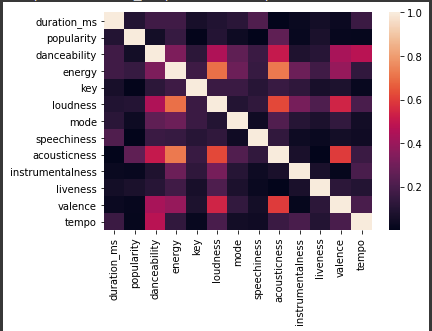 duration_ms
popularity
danceability
energy
key
loudness
mode
speechiness
acousticness
instrumentalness
liveness
valence
tempo
duration_ms
popularity
danceability
energy
key
loudness
mode
speechiness
acousticness
instrumentalness
liveness
valence
tempo
1.0
0.8
0.6
0.4
0.2